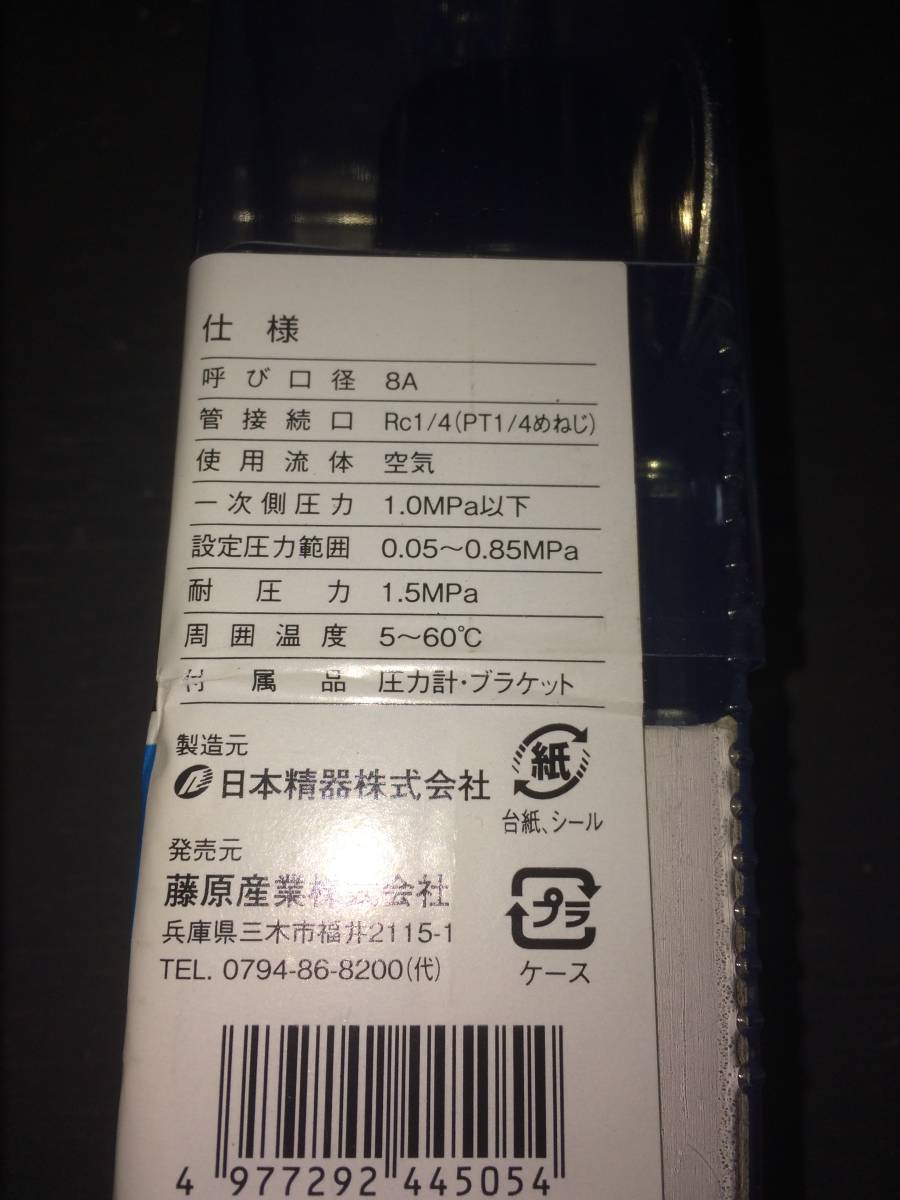 仕様
呼び口径 8A
管接続口 Rc1/4(PT1/4めねじ)
使用流体 空気
一次側圧力 1.0MPa以下
設定圧力範囲 0.05～0.85MPa
耐圧力 1.5MPa
周囲温度 5～60℃
付属品 圧力計・ブラケット
製造元
日本精器株式会社
紙
台紙、シール
発売元
藤原産業株式会社
兵庫県三木市福井2115-1
TEL. 0794-86-8200(代)
プラ
ケース
4 977292 445054